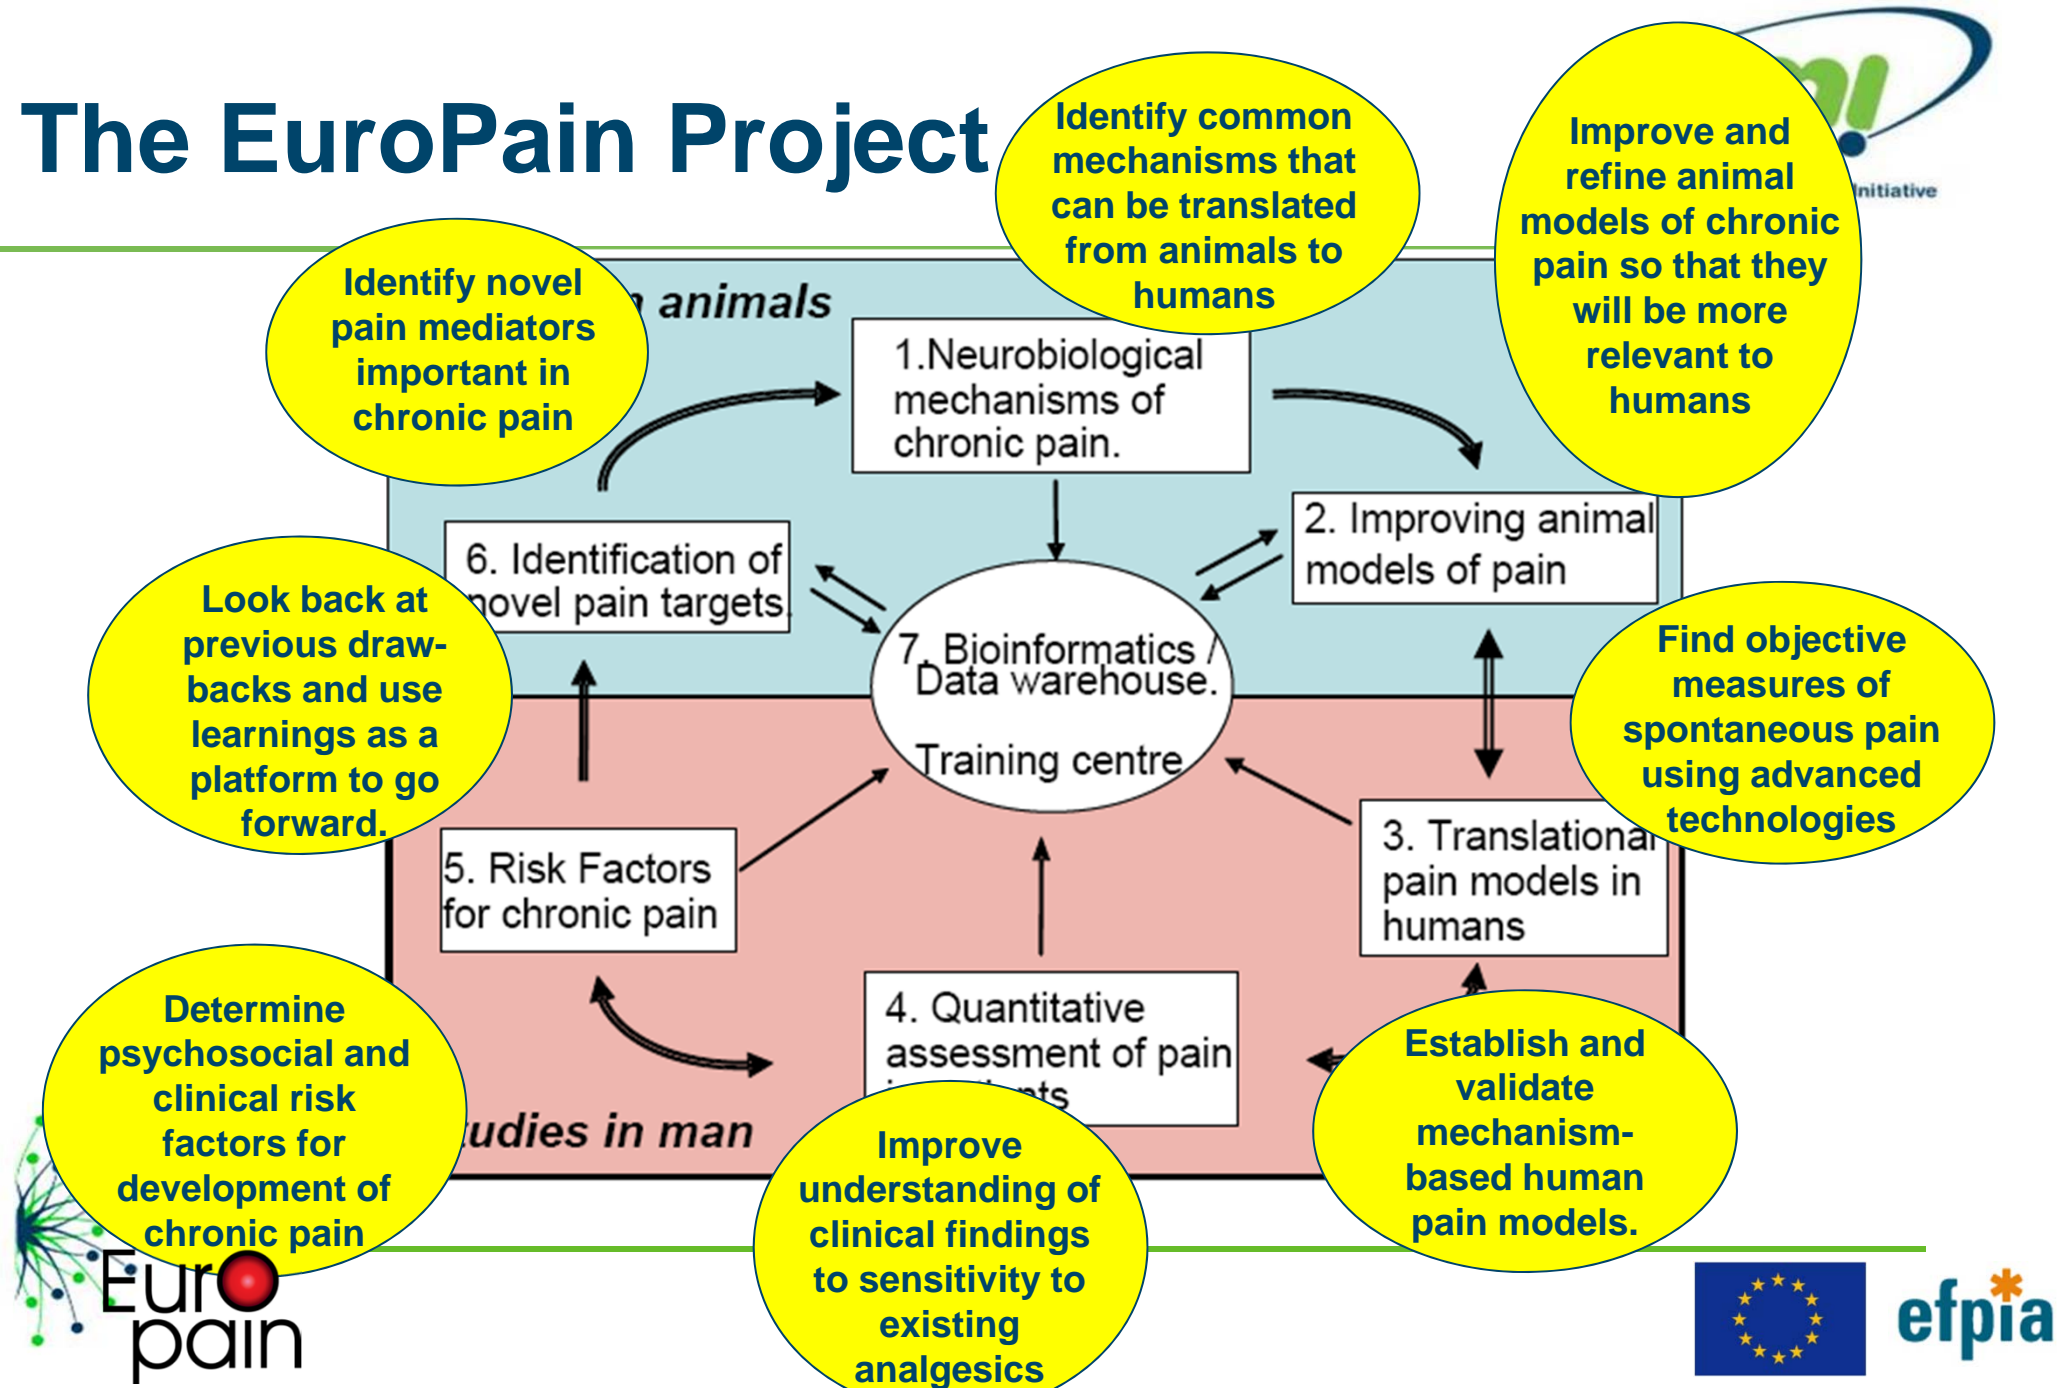 The EuroPain Project
Identify common
mechanisms that
can be translated
from animals to
humans
Improve and
refine animal
models of chronic
pain so that they
will be more
relevant to
humans
Initiative
Identify novel
pain mediators
important in
chronic pain
animals
1.Neurobiological
mechanisms of
chronic pain.
2. Improving animal
models of pain
6. Identification of
novel pain targets.
Look back at
previous draw-
backs and use
learnings as a
platform to go
forward.
7. Bioinformatics /
Data warehouse.
Training centre
Find objective
measures of
spontaneous pain
using advanced
technologies
3. Translational
pain models in
humans
5. Risk Factors
for chronic pain
4. Quantitative
assessment of pain
Determine
psychosocial and
clinical risk
factors for
development of
chronic pain
tudies in man
Improve
understanding of
clinical findings
to sensitivity to
existing
analgesics
Establish and
validate
mechanism-
based human
pain models.
Euro
pain
efpia